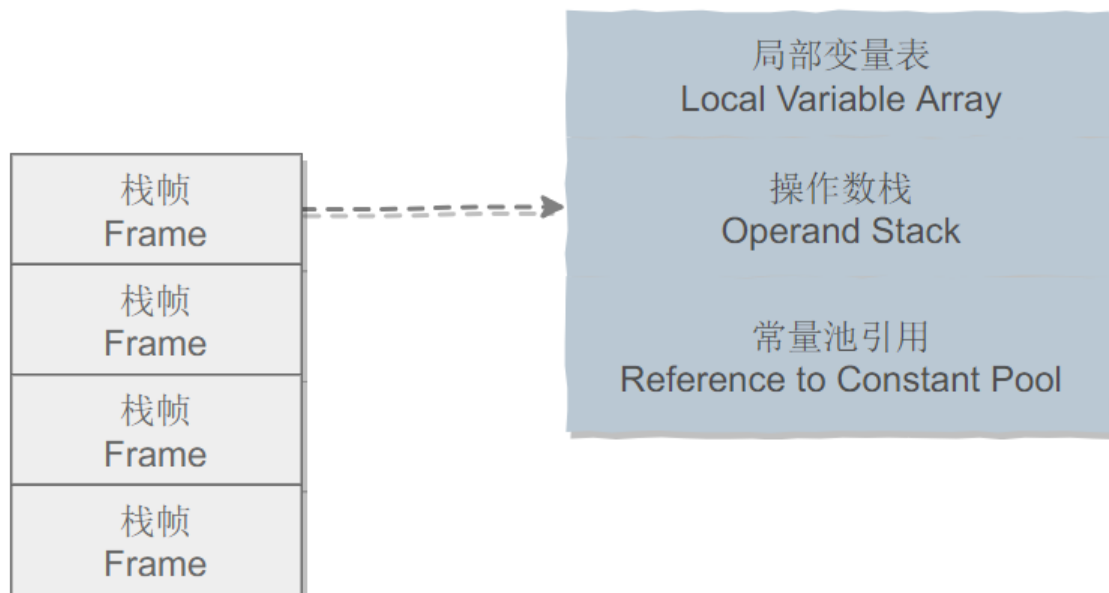 栈帧
Frame
栈帧
Frame
栈帧
Frame
栈帧
Frame
局部变量表
Local Variable Array
操作数栈
Operand Stack
常量池引用
Reference to Constant Pool